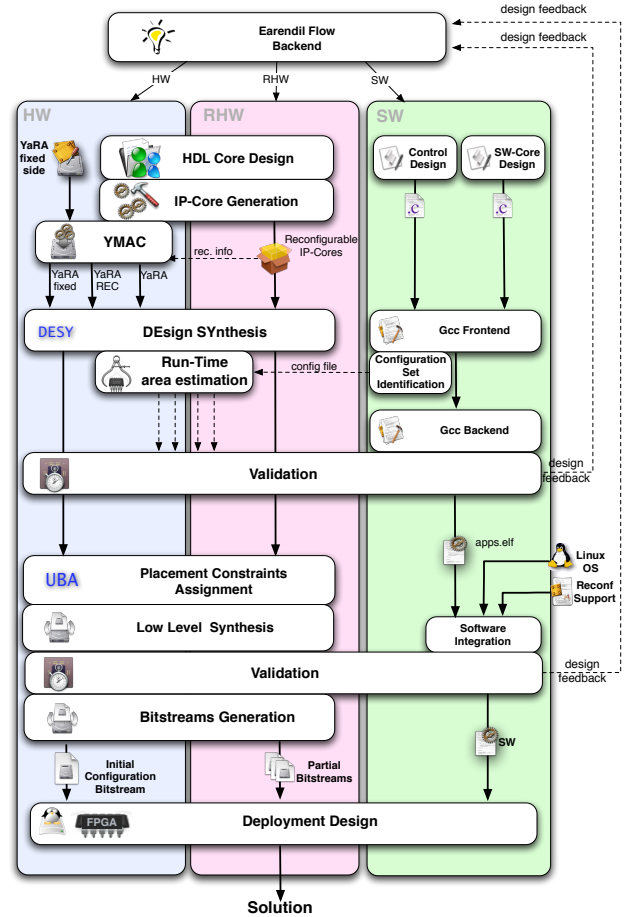 design feedback
Earendil Flow
Backend
design feedback
HW
RHW
SW
HW
RHW
SW
YaRA
fixed
side
HDL Core Design
Control
Design
SW-Core
Design
IP-Core Generation
.c
.c
YMAC
rec. info
Reconfigurable
IP-Cores
YaRA
fixed
YaRA
REC
YaRA
DESY
DEsign SYnthesis
Gcc Frontend
Run-Time
area estimation
config file
Configuration
Set
Identification
Gcc Backend
Validation
design
feedback
apps.elf
Linux
OS
UBA
Placement Constraints
Assignment
Reconf
Support
Low Level Synthesis
Software
Integration
Validation
design
feedback
Bitstreams Generation
SW
Initial
Configuration
Bitstream
Partial
Bitstreams
FPGA
Deployment Design
Solution